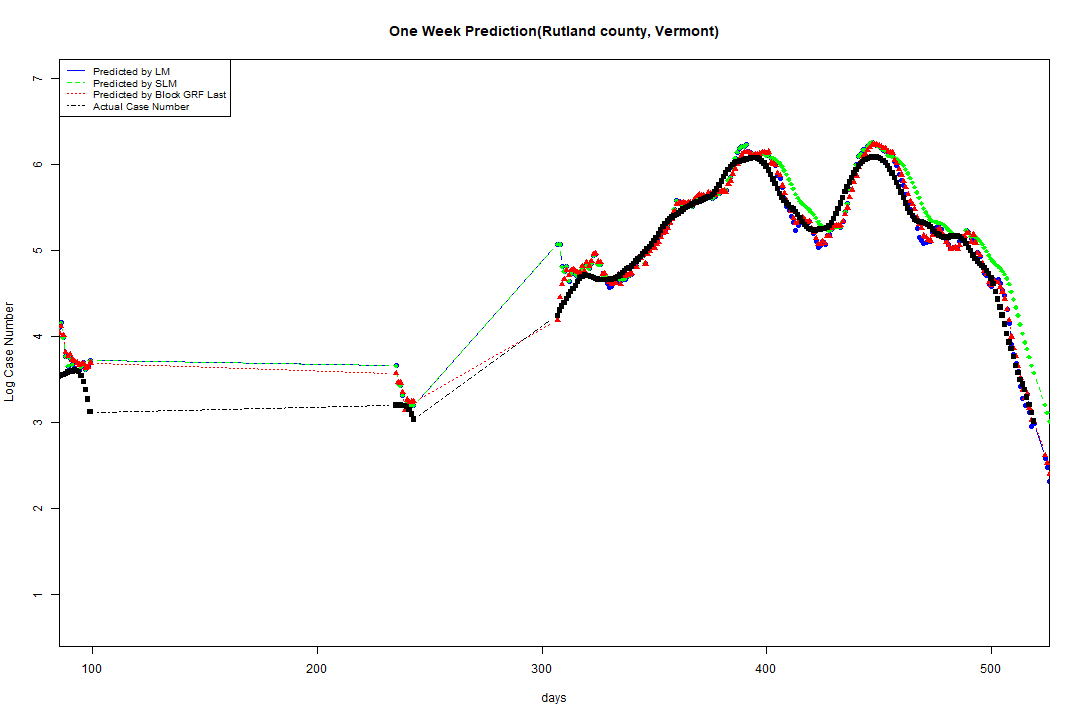 One Week Prediction(Rutland county, Vermont)
Predicted by LM
Predicted by SLM
Predicted by Block GRF Last
Actual Case Number
7
6
5
4
3
2
1
Log Case Number
100 200 300 400 500
days